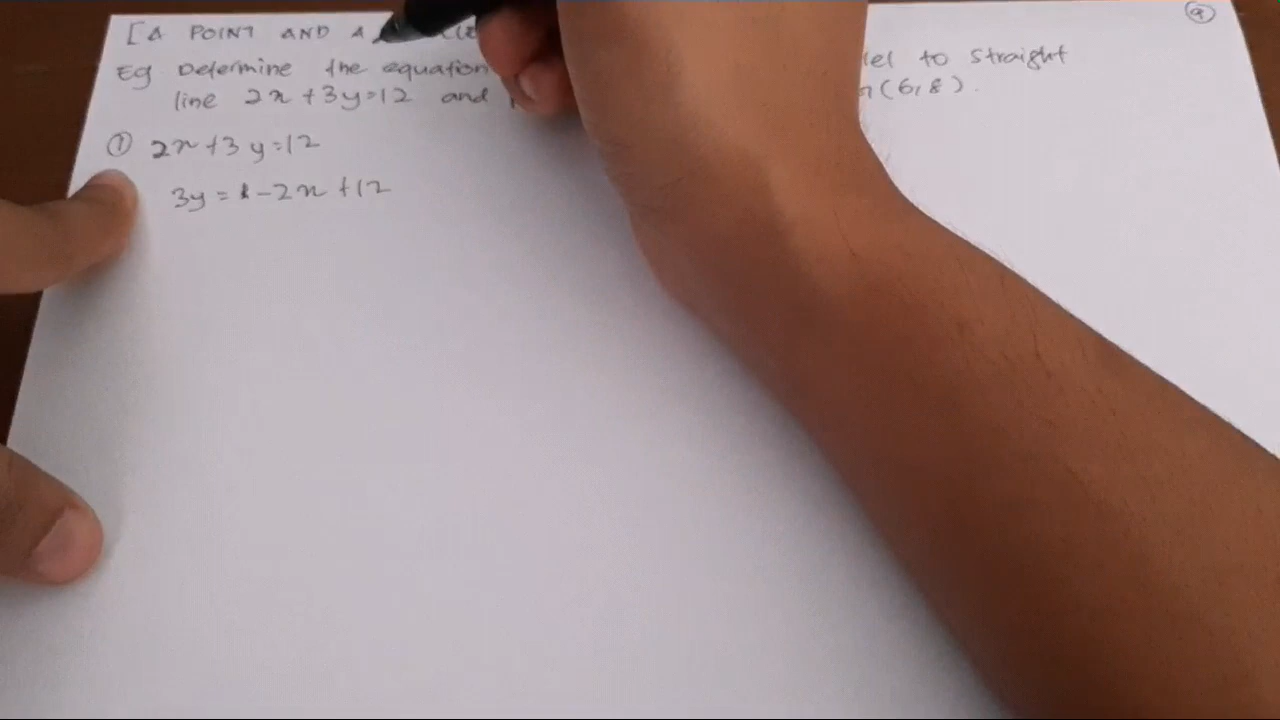 ⑨
[A POINT AND A
Eg Determine the equation to straight
line 2x+3y=12 and (6,8).
① 2x+3y=12
3y = -2x+12